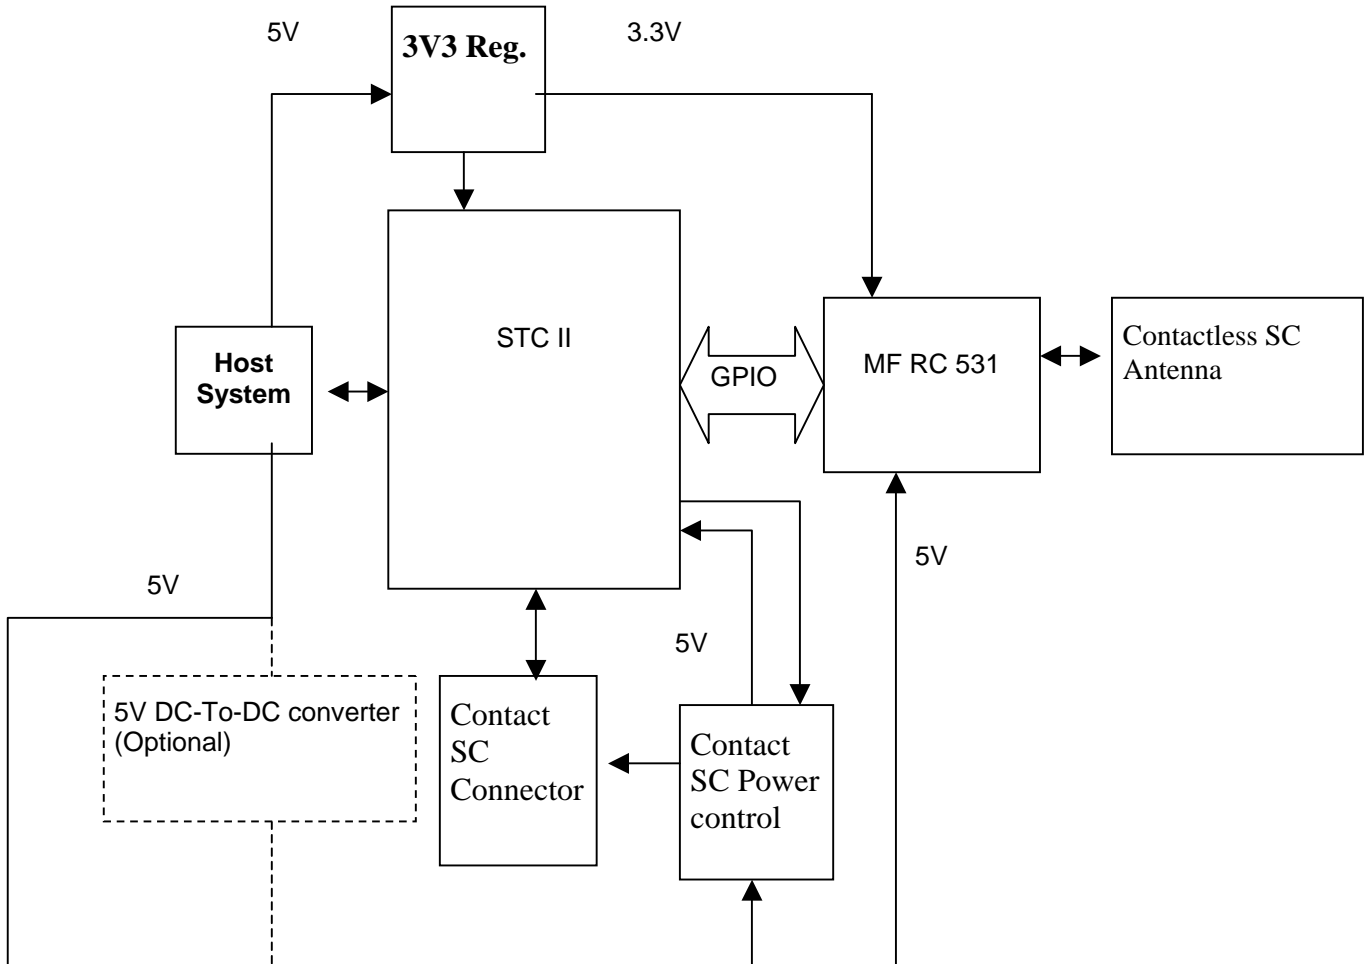 5V
3V3 Reg.
3.3V
STC II
Host
System
GPIO
MF RC 531
Contactless SC
Antenna
5V
5V
5V
5V DC-To-DC converter
(Optional)
Contact
SC
Connector
Contact
SC Power
control